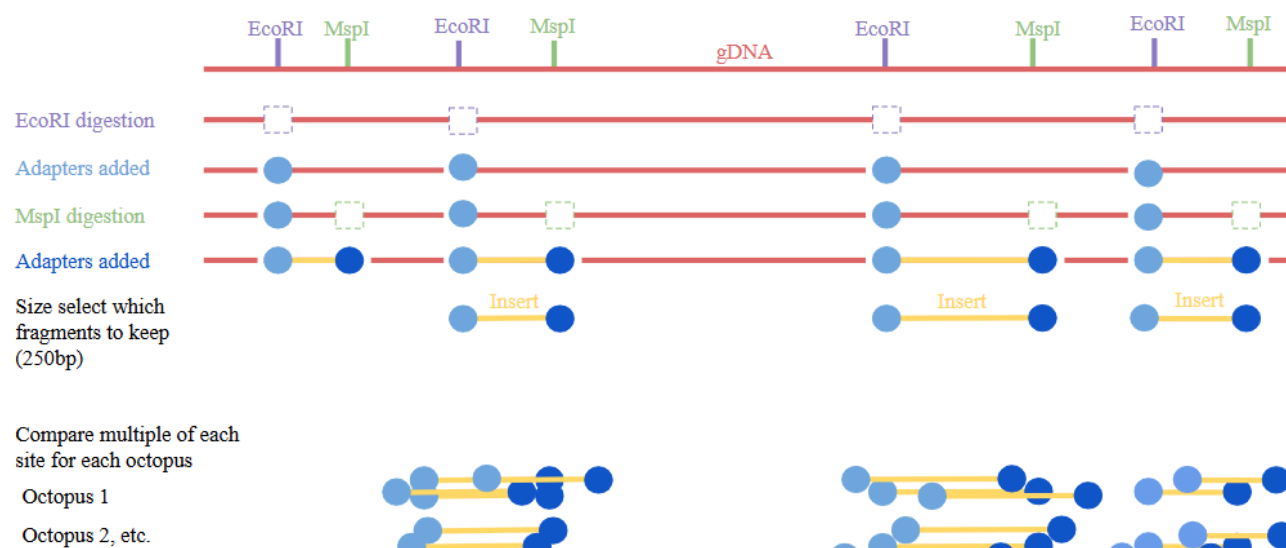 EcoRI MspI EcoRI MspI EcoRI MspI EcoRI MspI
gDNA
EcoRI digestion
Adapters added
MspI digestion
Adapters added
Size select which
fragments to keep
(250bp)
Insert Insert Insert
Compare multiple of each
site for each octopus
Octopus 1
Octopus 2, etc.